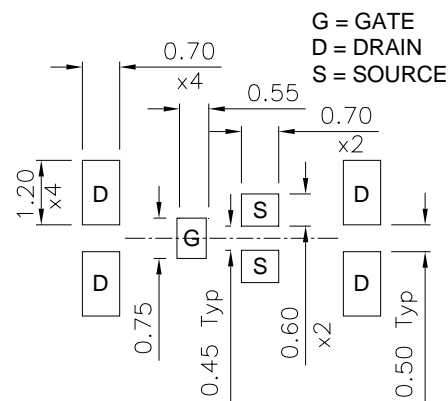 G = GATE
D = DRAIN
S = SOURCE
0.70
x4
0.55
0.70
x2
1.20
x4
D
S
D
G
D
S
D
0.75
0.45 Typ
0.60
x2
0.50 Typ